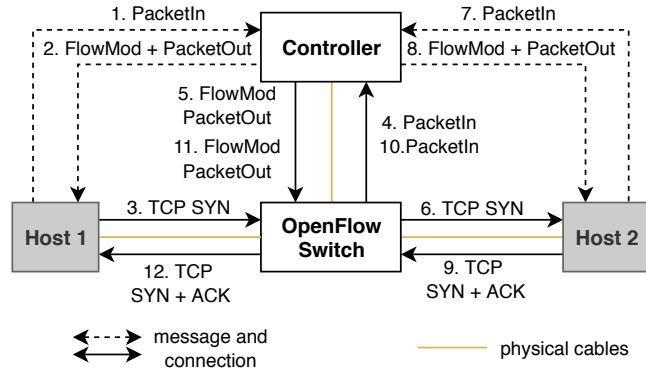 1. PacketIn
7. PacketIn
2. FlowMod + PacketOut
Controller
8. FlowMod + PacketOut
5. FlowMod
PacketOut
4. PacketIn
10.PacketIn
11. FlowMod
PacketOut
Host 1
3. TCP SYN
OpenFlow
Switch
6. TCP SYN
Host 2
12. TCP
SYN + ACK
9. TCP
SYN + ACK
message and
connection
physical cables